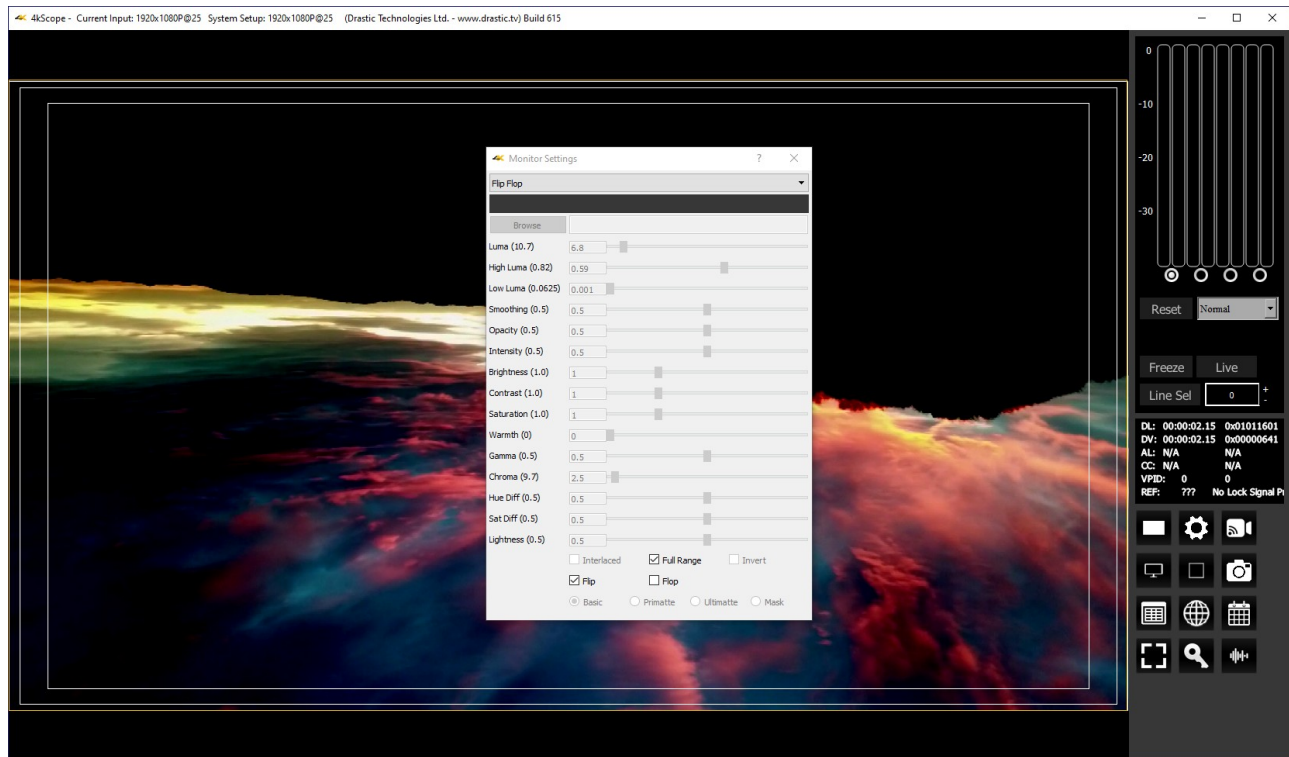 4kScope - Current Input: 1920x1080P@25 System Setup: 1920x1080P@25 (Drastic Technologies Ltd. - www.drastic.tv) Build 615
Monitor Settings ?
Flip Flop
Browse
Luma (10.7) 6.8
High Luma (0.82) 0.59
Low Luma (0.0625) 0.001
Smoothing (0.5) 0.5
Opacity (0.5) 0.5
Intensity (0.5) 0.5
Brightness (1.0) 1
Contrast (1.0) 1
Saturation (1.0) 1
Warmth (0) 0
Gamma (0.5) 0.5
Chroma (9.7) 2.5
Hue Diff (0.5) 0.5
Sat Diff (0.5) 0.5
Lightness (0.5) 0.5
Interlaced Full Range Invert
Flip Flop
Basic Primatte Ultimatte Mask
0
-10
-20
-30
Reset Normal
Freeze Live
Line Sel 0 + -
DL: 00:00:02.15 0x01011601
DV: 00:00:02.15 0x00000641
AL: N/A N/A
CC: N/A N/A
VPID: 0 0
REF: ??? No Lock Signal Pr